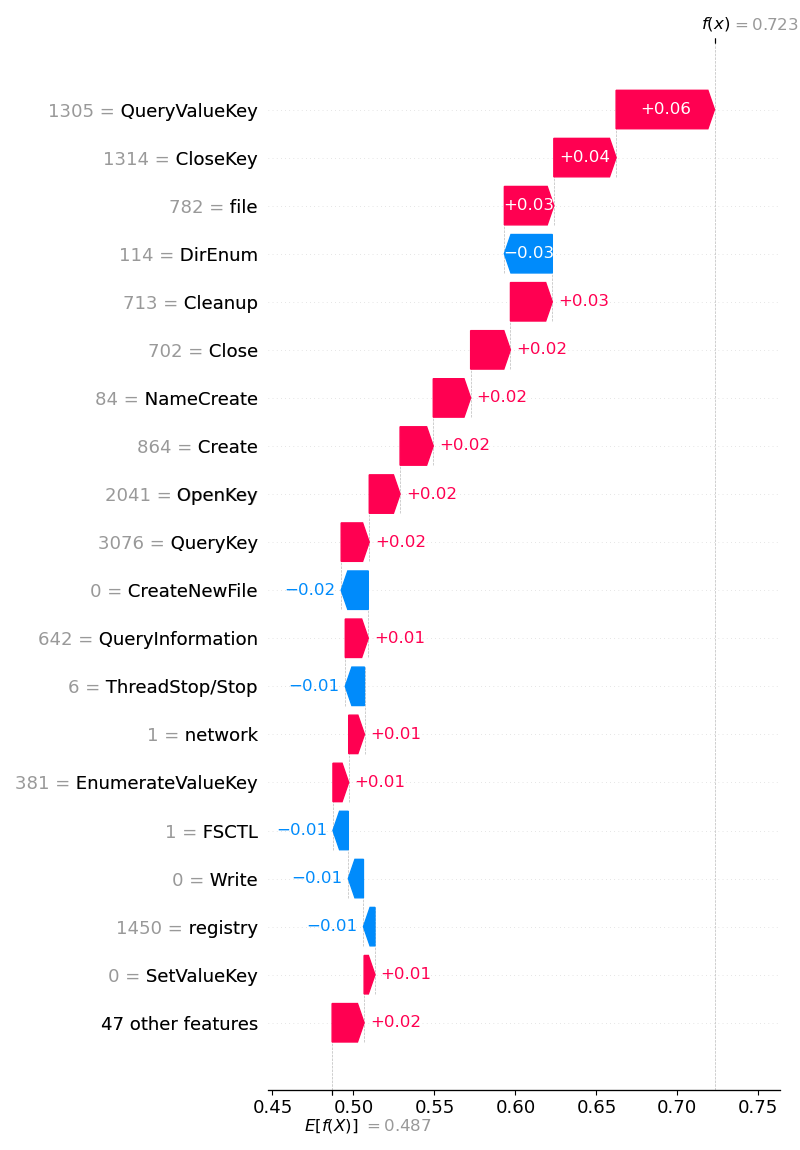 f(x) = 0.723
1305 = QueryValueKey +0.06
1314 = CloseKey +0.04
782 = file +0.03
114 = DirEnum −0.03
713 = Cleanup +0.03
702 = Close +0.02
84 = NameCreate +0.02
864 = Create +0.02
2041 = OpenKey +0.02
3076 = QueryKey +0.02
0 = CreateNewFile −0.02
642 = QueryInformation +0.01
6 = ThreadStop/Stop −0.01
1 = network +0.01
381 = EnumerateValueKey +0.01
1 = FSCTL −0.01
0 = Write −0.01
1450 = registry −0.01
0 = SetValueKey +0.01
47 other features +0.02
0.45 0.50 0.55 0.60 0.65 0.70 0.75
E[f(X)] = 0.487